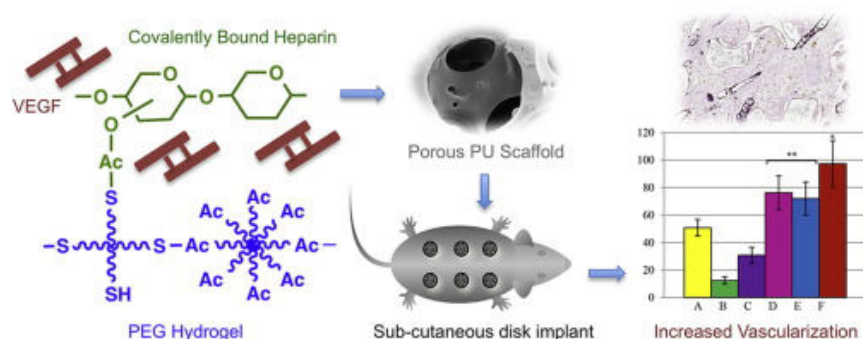 Covalently Bound Heparin
VEGF
O
O
O
O
Ac
S
S
S
Ac
SH
Ac
Ac
Ac
Ac
Ac
Ac
Ac
PEG Hydrogel
Porous PU Scaffold
Sub-cutaneous disk implant
120
100
80
60
40
20
0
**
*
A
B
C
D
E
F
Increased Vascularization